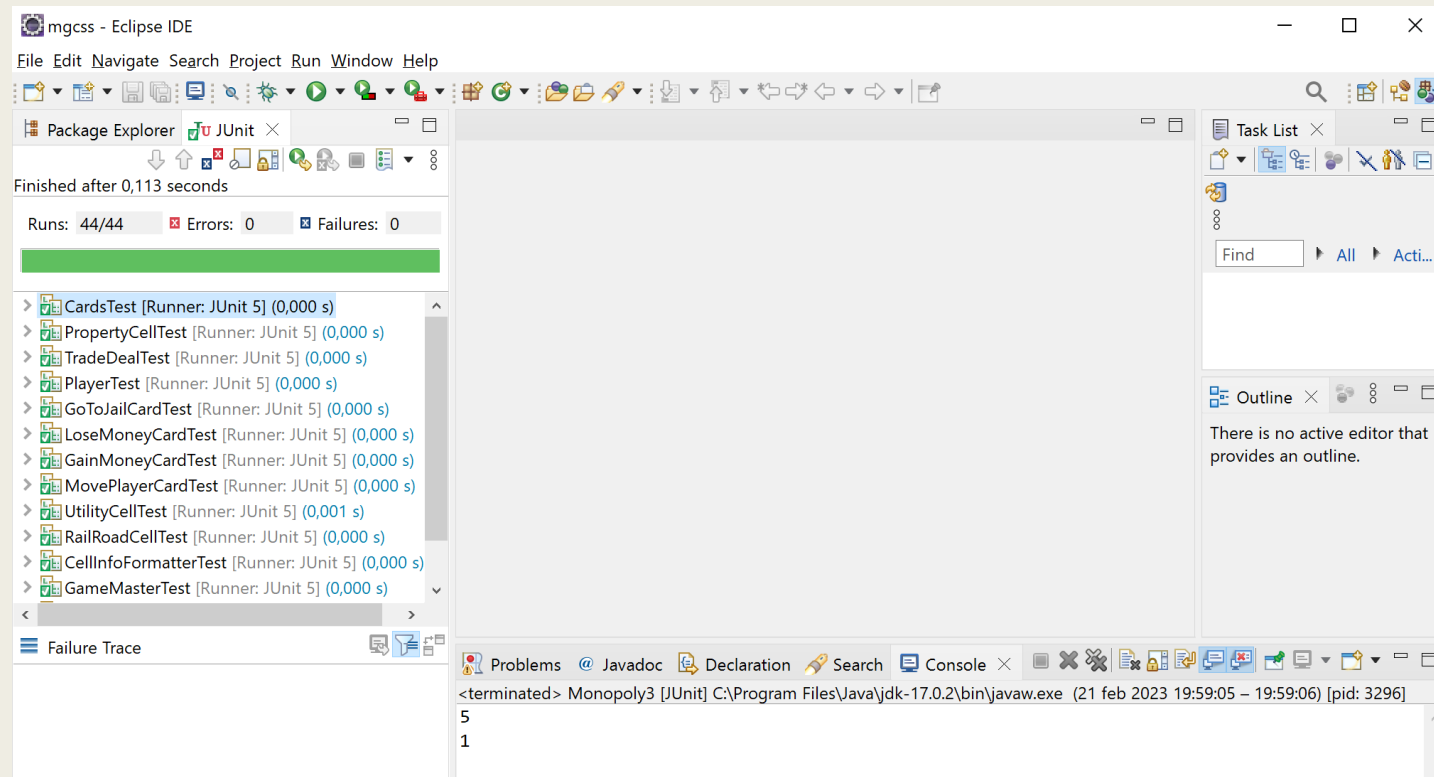 mgcss - Eclipse IDE
File Edit Navigate Search Project Run Window Help
Package Explorer JUnit
Finished after 0,113 seconds
Runs: 44/44 Errors: 0 Failures: 0
CardsTest [Runner: JUnit 5] (0,000 s)
PropertyCellTest [Runner: JUnit 5] (0,000 s)
TradeDealTest [Runner: JUnit 5] (0,000 s)
PlayerTest [Runner: JUnit 5] (0,000 s)
GoToJailCardTest [Runner: JUnit 5] (0,000 s)
LoseMoneyCardTest [Runner: JUnit 5] (0,000 s)
GainMoneyCardTest [Runner: JUnit 5] (0,000 s)
MovePlayerCardTest [Runner: JUnit 5] (0,000 s)
UtilityCellTest [Runner: JUnit 5] (0,001 s)
RailRoadCellTest [Runner: JUnit 5] (0,000 s)
CellInfoFormatterTest [Runner: JUnit 5] (0,000 s)
GameMasterTest [Runner: JUnit 5] (0,000 s)
Failure Trace
Task List
Find All Acti...
Outline
There is no active editor that
provides an outline.
Problems @ Javadoc Declaration Search Console
<terminated> Monopoly3 [JUnit] C:\Program Files\Java\jdk-17.0.2\bin\javaw.exe (21 feb 2023 19:59:05 – 19:59:06) [pid: 3296]
5
1